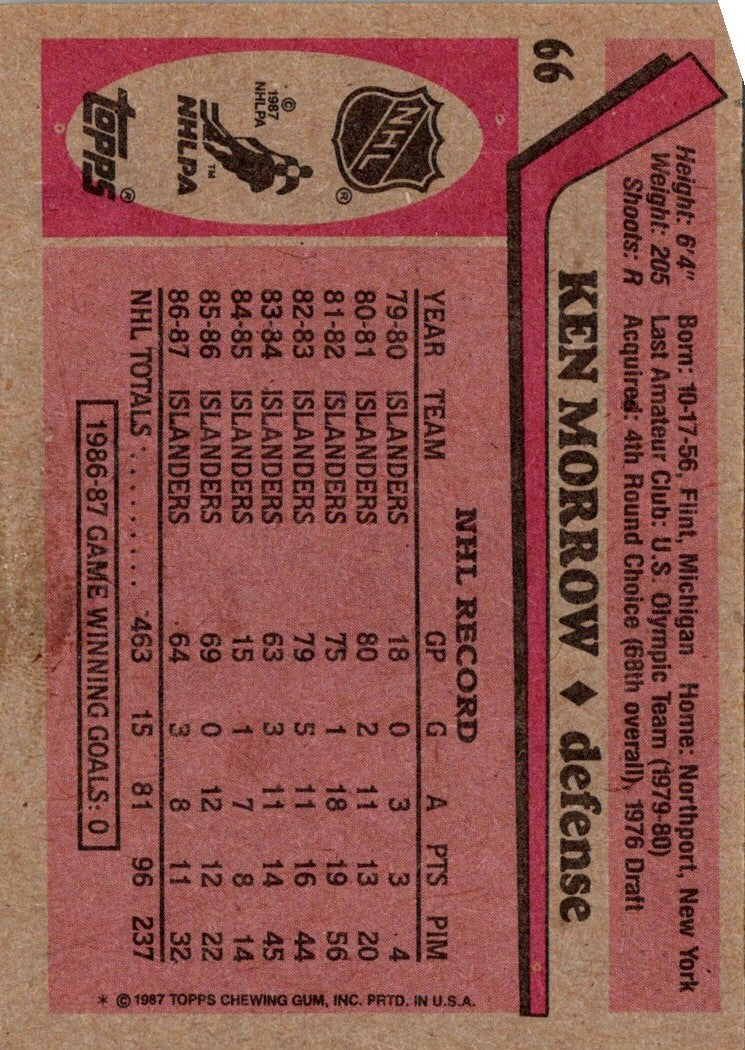 66
Height: 6'4" Born: 10-17-56, Flint, Michigan Home: Northport, New York
Weight: 205 Last Amateur Club: U.S. Olympic Team (1979-80)
Shoots: R Acquired: 4th Round Choice (68th overall), 1976 Draft
KEN MORROW ♦ defense
NHL
®
© 1987
NHLPA
TM
NHLPA
TOPPS®
NHL RECORD
YEAR TEAM GP G A PTS PIM
79-80 ISLANDERS 18 0 3 3 4
80-81 ISLANDERS 80 2 11 13 20
81-82 ISLANDERS 75 1 18 19 56
82-83 ISLANDERS 79 5 11 16 44
83-84 ISLANDERS 63 3 11 14 45
84-85 ISLANDERS 15 1 7 8 14
85-86 ISLANDERS 69 0 12 12 22
86-87 ISLANDERS 64 3 8 11 32
NHL TOTALS .......... 463 15 81 96 237
1986-87 GAME WINNING GOALS: 0
* © 1987 TOPPS CHEWING GUM, INC. PRTD. IN U.S.A.